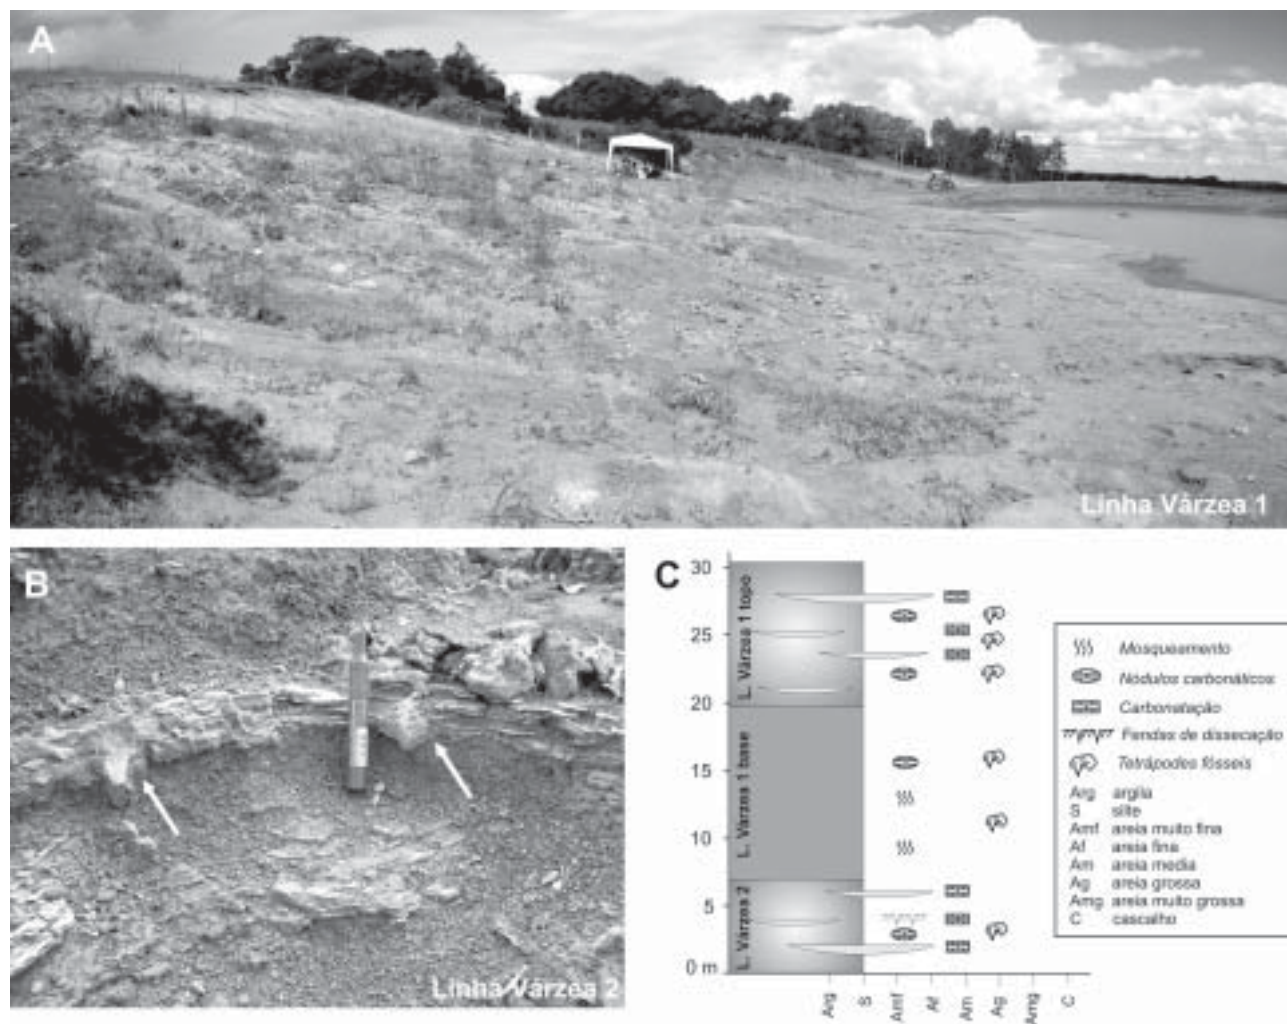 A
Linha Várzea 1
B
Linha Várzea 2
C
30
25
20
15
10
5
0 m
L. Várzea 1 topo
L. Várzea 1 base
L. Várzea 2
Arg
S
Amf
Af
Am
Ag
Amg
C
Mosqueamento
Nódulos carbonáticos
Carbonatação
Fendas de dissecação
Tetrápodes fósseis
Arg argila
S silte
Amf areia muito fina
Af areia fina
Am areia media
Ag areia grossa
Amg areia muito grossa
C cascalho